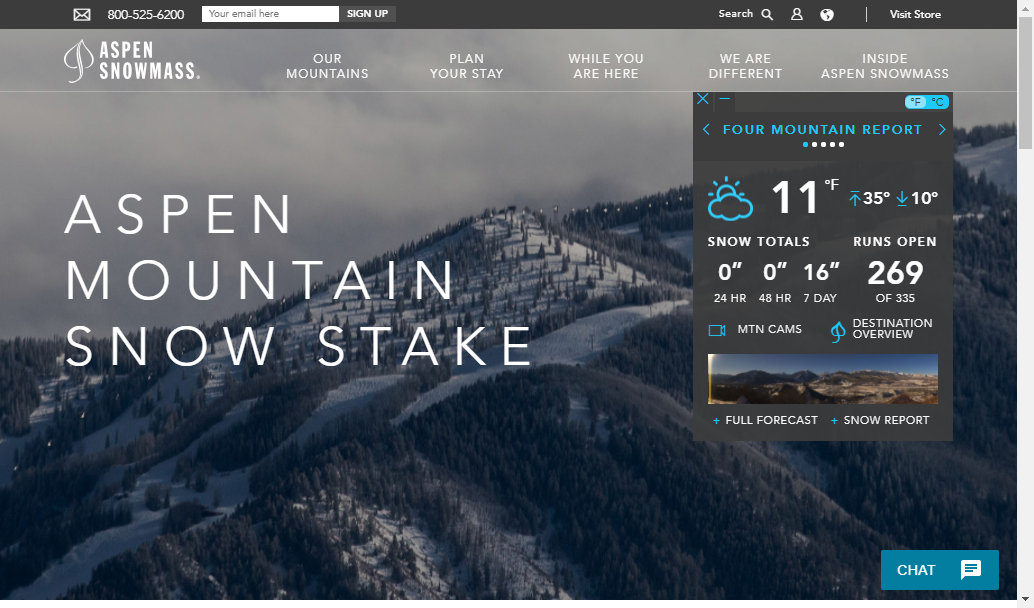 800-525-6200
Your email here
SIGN UP
Search
Visit Store
ASPEN
SNOWMASS.
OUR
MOUNTAINS
PLAN
YOUR STAY
WHILE YOU
ARE HERE
WE ARE
DIFFERENT
INSIDE
ASPEN SNOWMASS
°F °C
FOUR MOUNTAIN REPORT
11 °F 35° 10°
SNOW TOTALS
0” 0” 16”
24 HR 48 HR 7 DAY
RUNS OPEN
269
OF 335
MTN CAMS
DESTINATION
OVERVIEW
+ FULL FORECAST + SNOW REPORT
ASPEN
MOUNTAIN
SNOW STAKE
CHAT